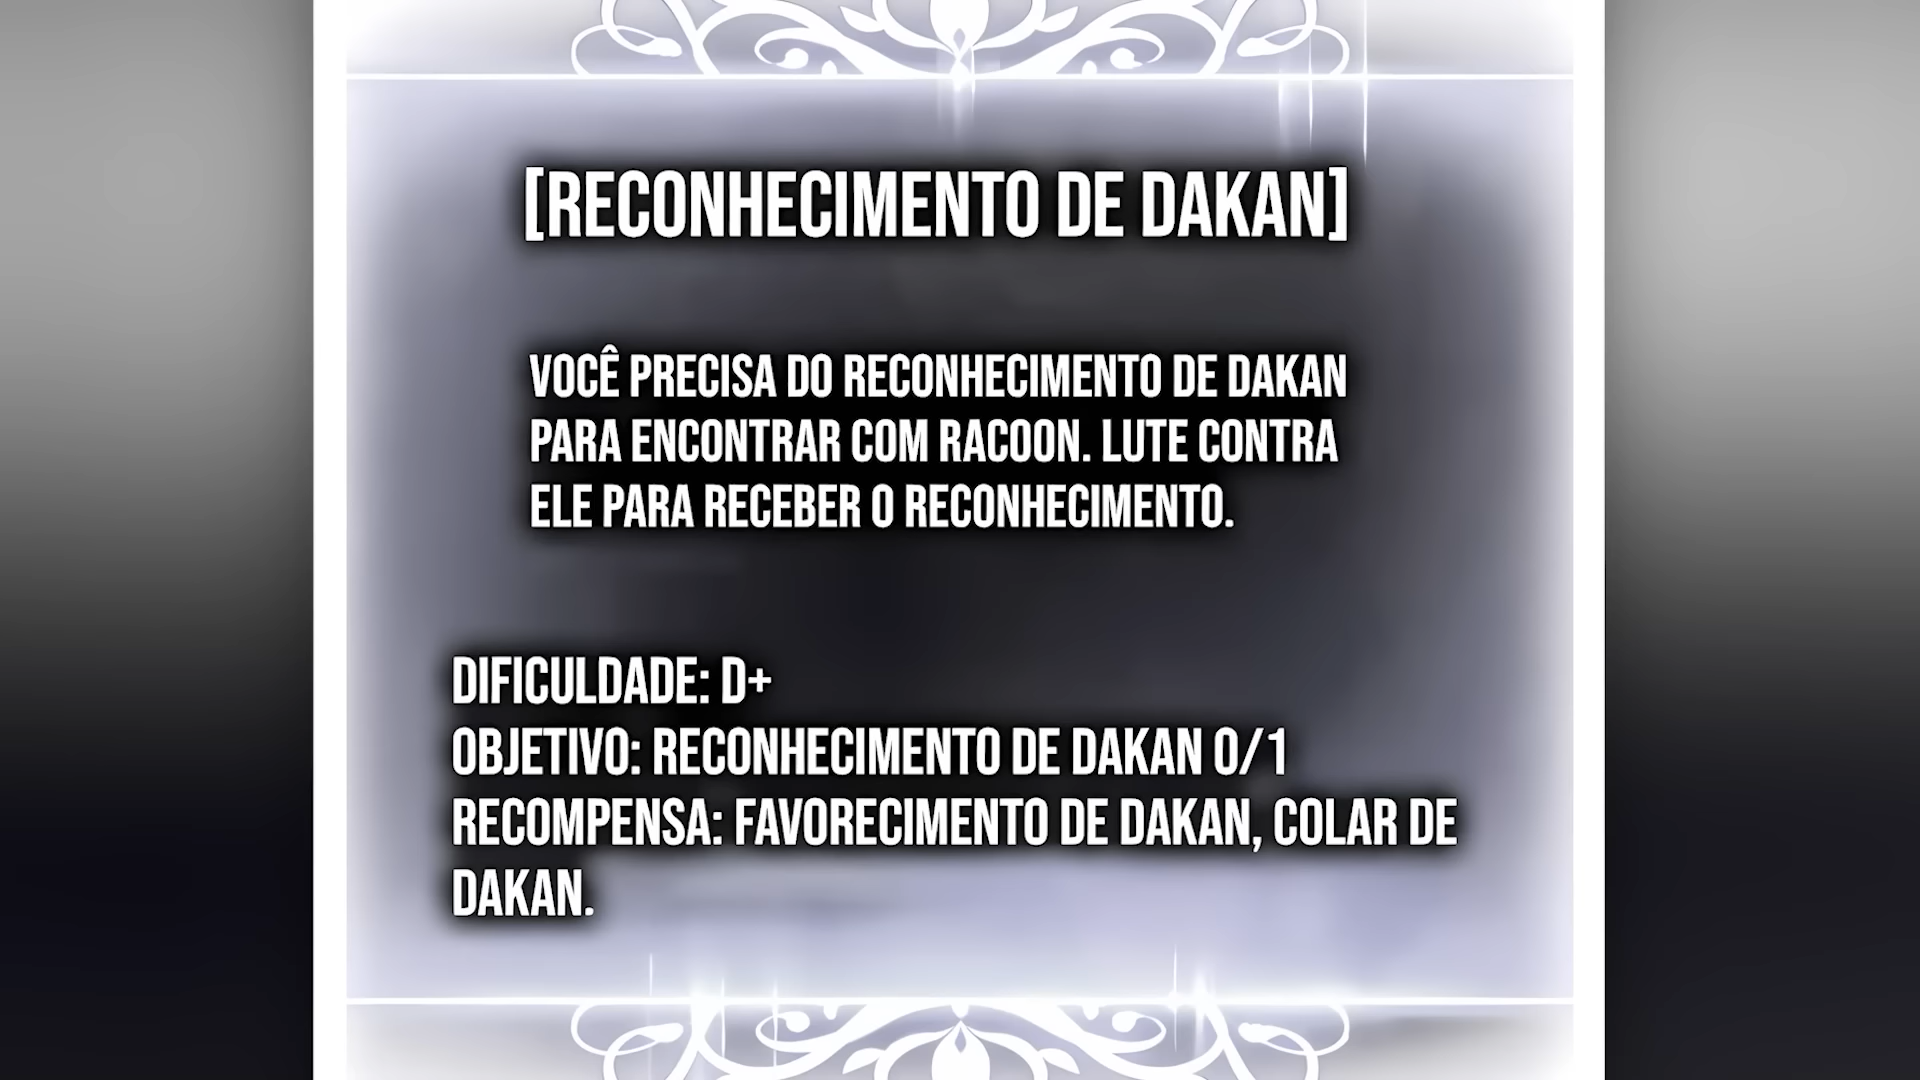 [RECONHECIMENTO DE DAKAN]
VOCÊ PRECISA DO RECONHECIMENTO DE DAKAN
PARA ENCONTRAR COM RACOON. LUTE CONTRA
ELE PARA RECEBER O RECONHECIMENTO.
DIFICULDADE: D+
OBJETIVO: RECONHECIMENTO DE DAKAN 0/1
RECOMPENSA: FAVORECIMENTO DE DAKAN, COLAR DE
DAKAN.